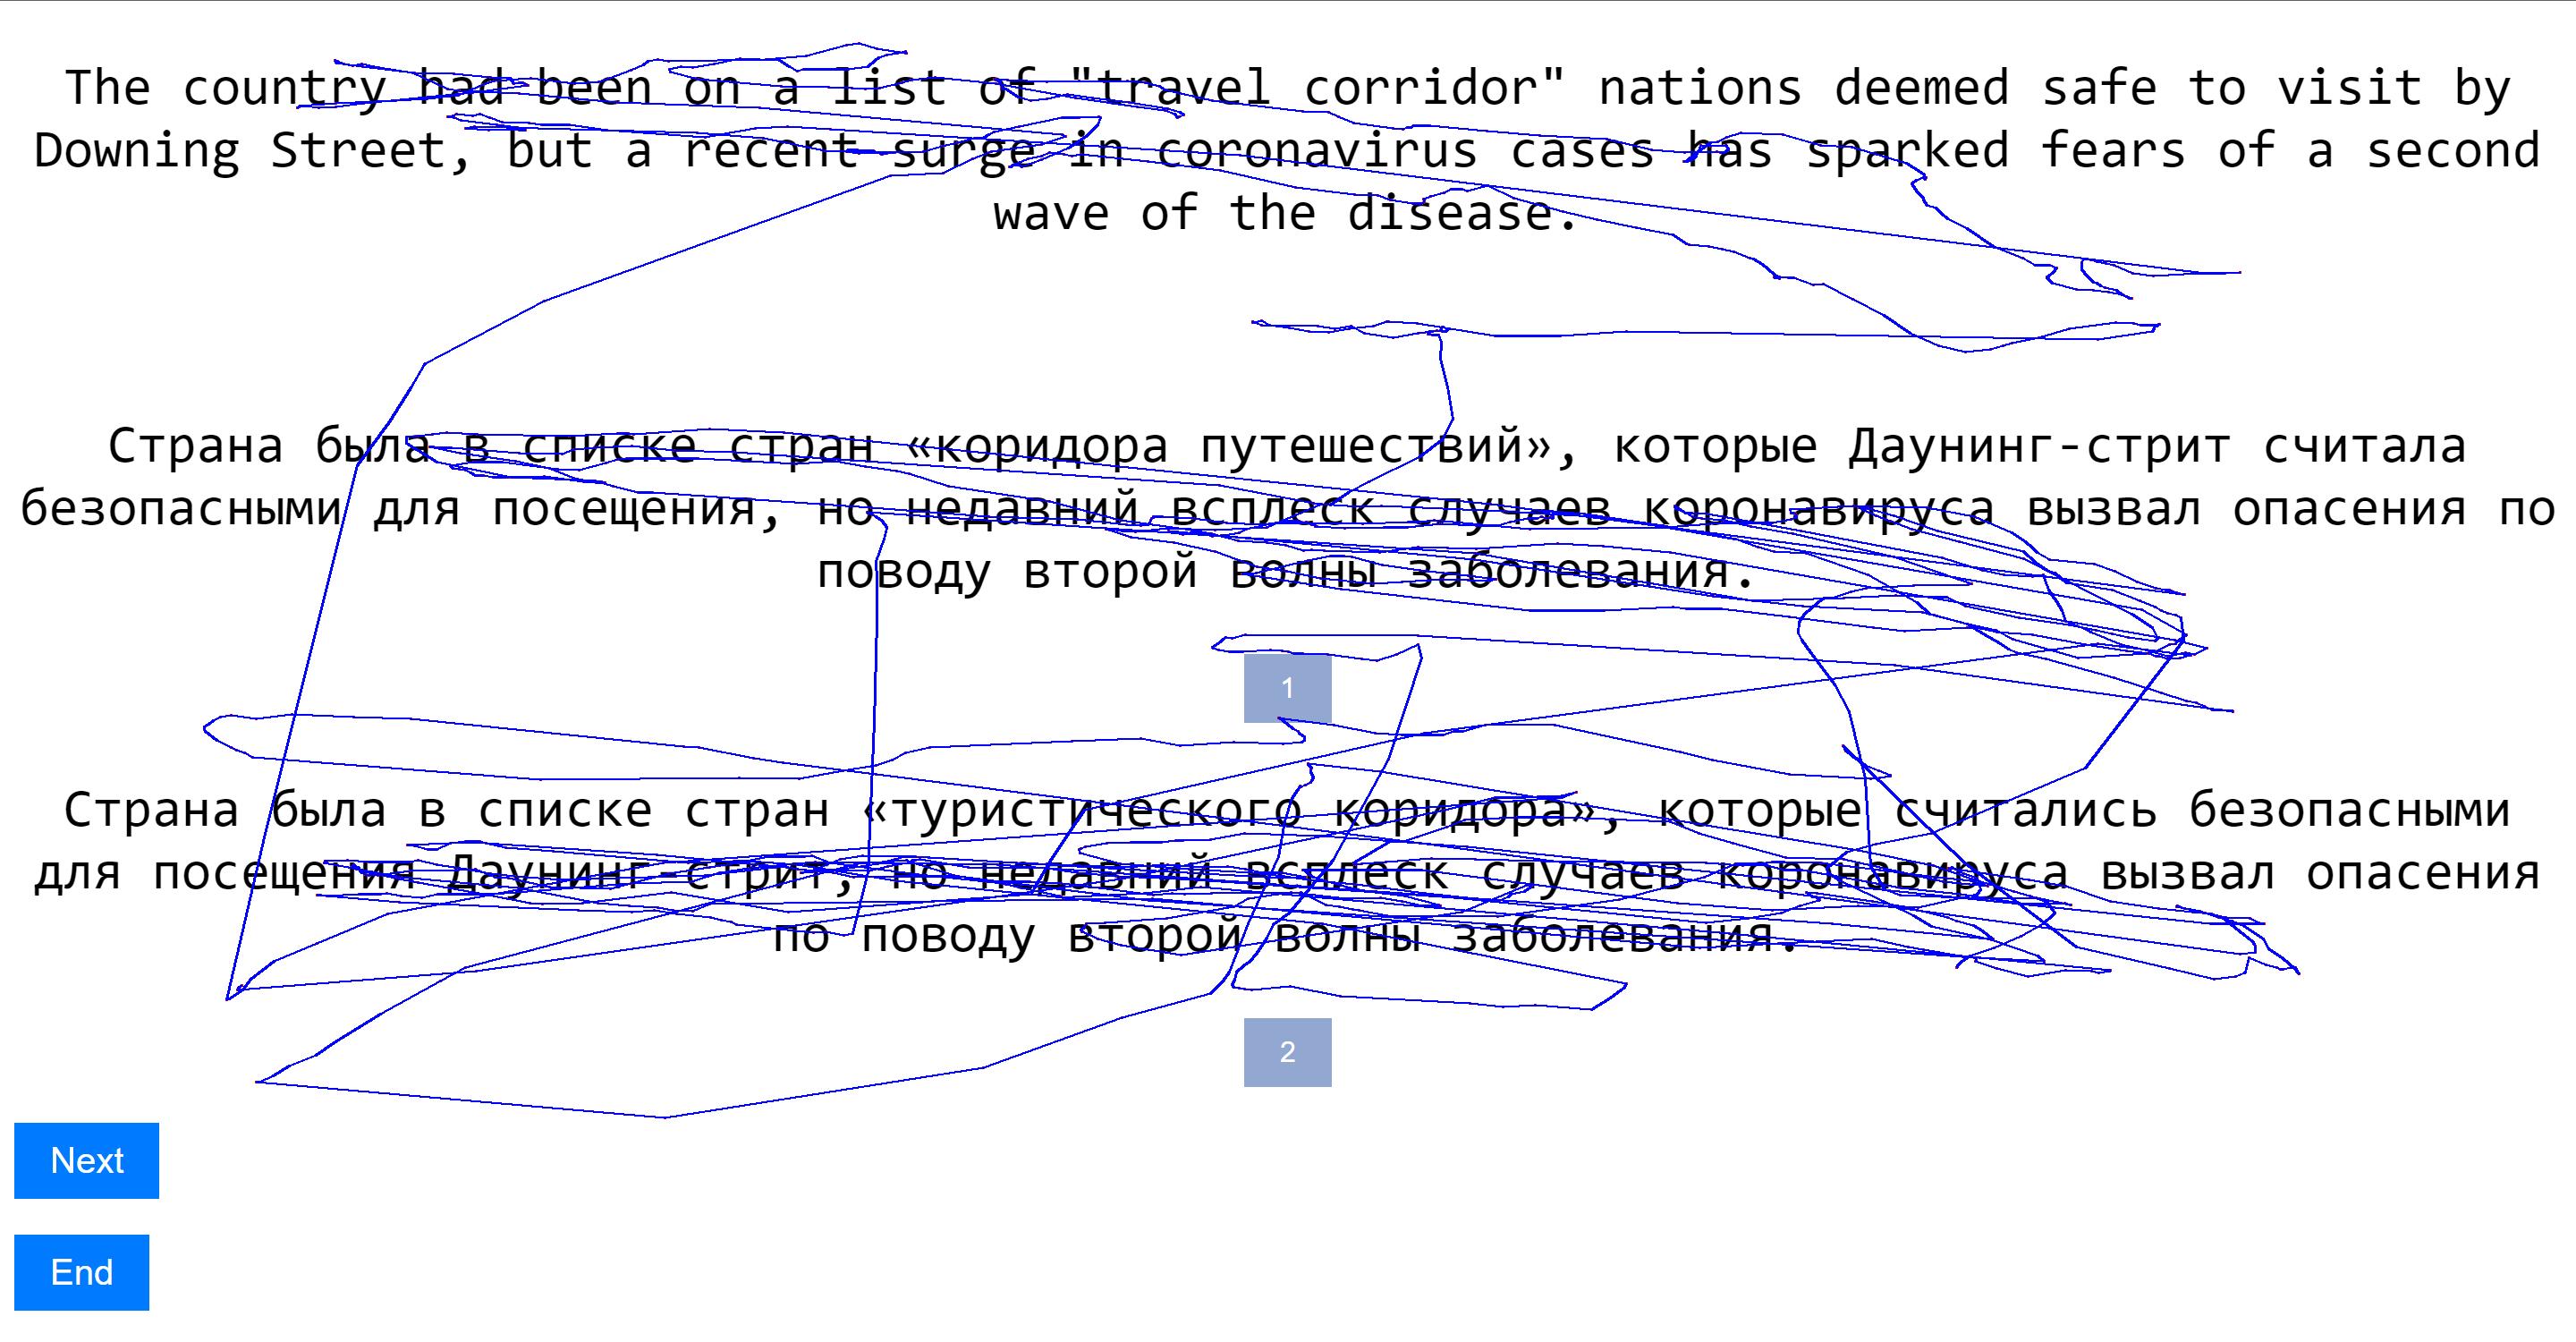 The country had been on a list of "travel corridor" nations deemed safe to visit by
Downing Street, but a recent surge in coronavirus cases has sparked fears of a second
wave of the disease.
Страна была в списке стран «коридора путешествий», которые Даунинг-стрит считала
безопасными для посещения, но недавний всплеск случаев коронавируса вызвал опасения по
поводу второй волны заболевания.
1
Страна была в списке стран «туристического коридора», которые считались безопасными
для посещения Даунинг-стрит, но недавний всплеск случаев коронавируса вызвал опасения
по поводу второй волны заболевания.
2
Next
End